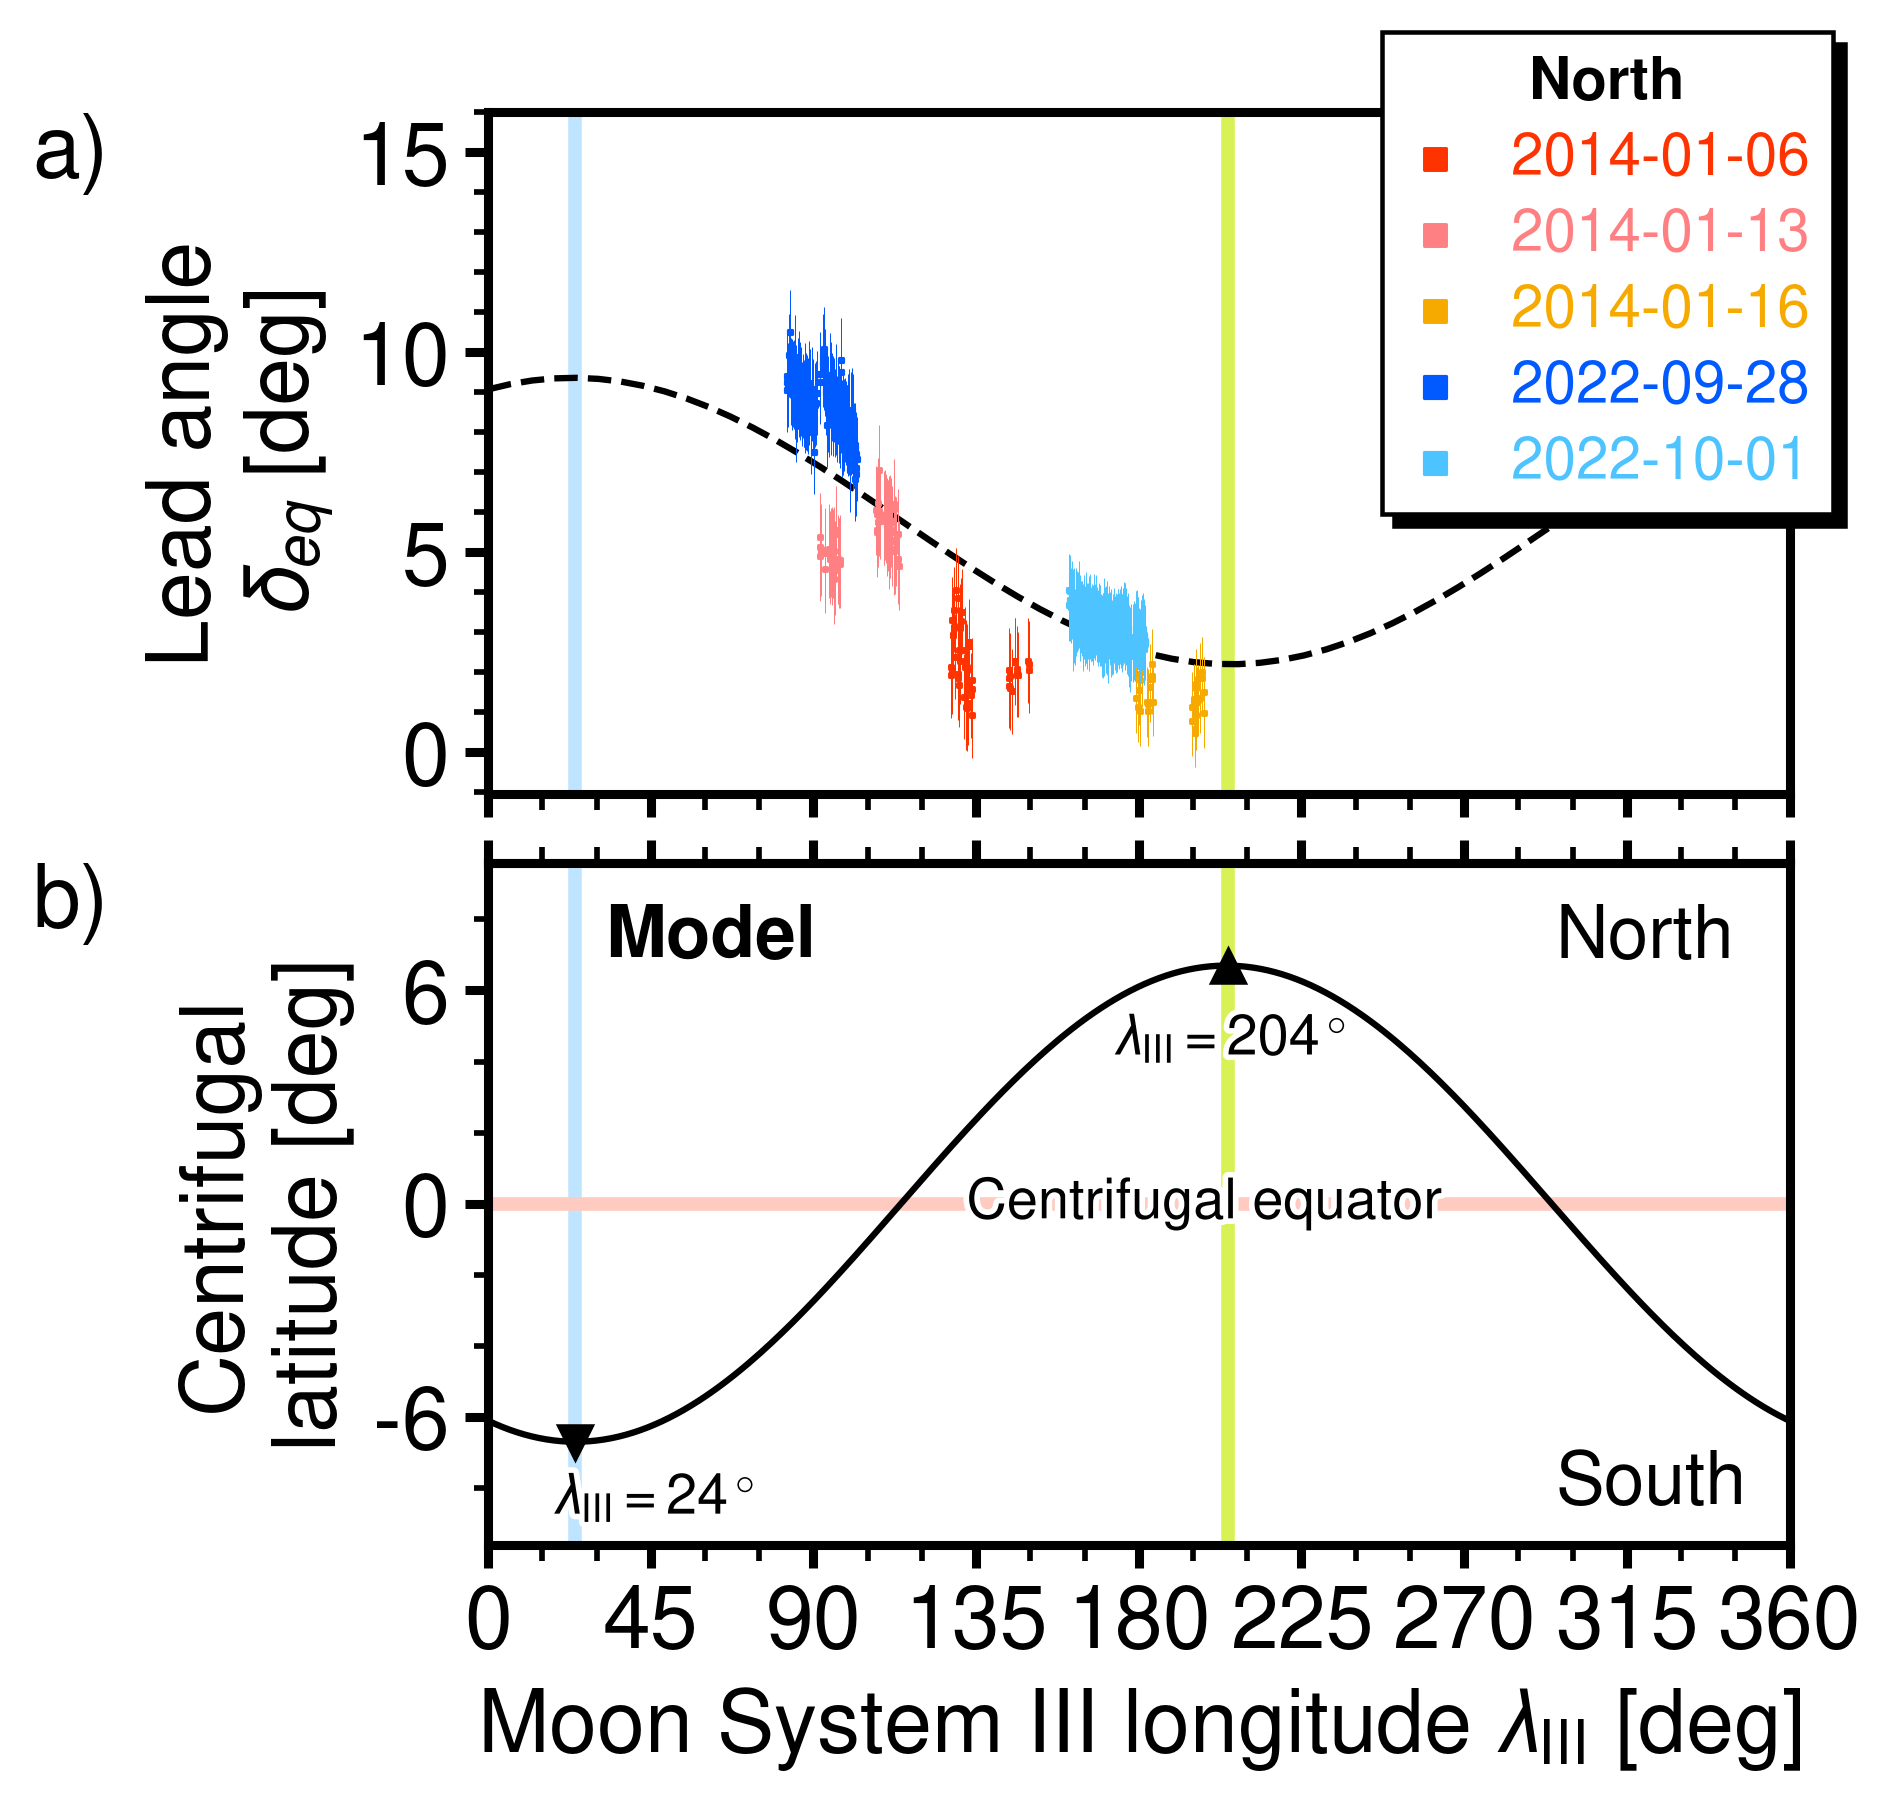 a)
Lead angle
δeq [deg]
15
10
5
0
North
2014-01-06
2014-01-13
2014-01-16
2022-09-28
2022-10-01
b)
Centrifugal
latitude [deg]
6
0
-6
Model
North
λIII = 204°
Centrifugal equator
λIII = 24°
South
0 45 90 135 180 225 270 315 360
Moon System III longitude λIII [deg]